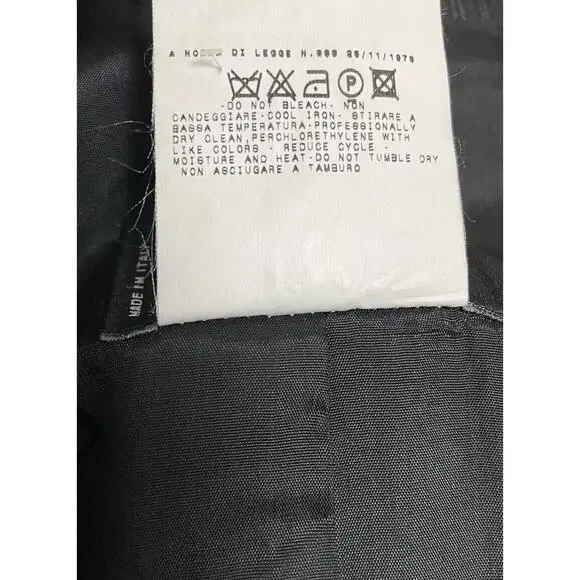 A NORMA DI LEGGE N.883 26/11/1973
P
-DO NOT BLEACH- NON
CANDEGGIARE-COOL IRON- STIRARE A
BASSA TEMPERATURA-PROFESSIONALLY
DRY CLEAN,PERCHLORETHYLENE WITH
LIKE COLORS - REDUCE CYCLE -
MOISTURE AND HEAT-DO NOT TUMBLE DRY
NON ASCIUGARE A TAMBURO
MADE IN ITALY